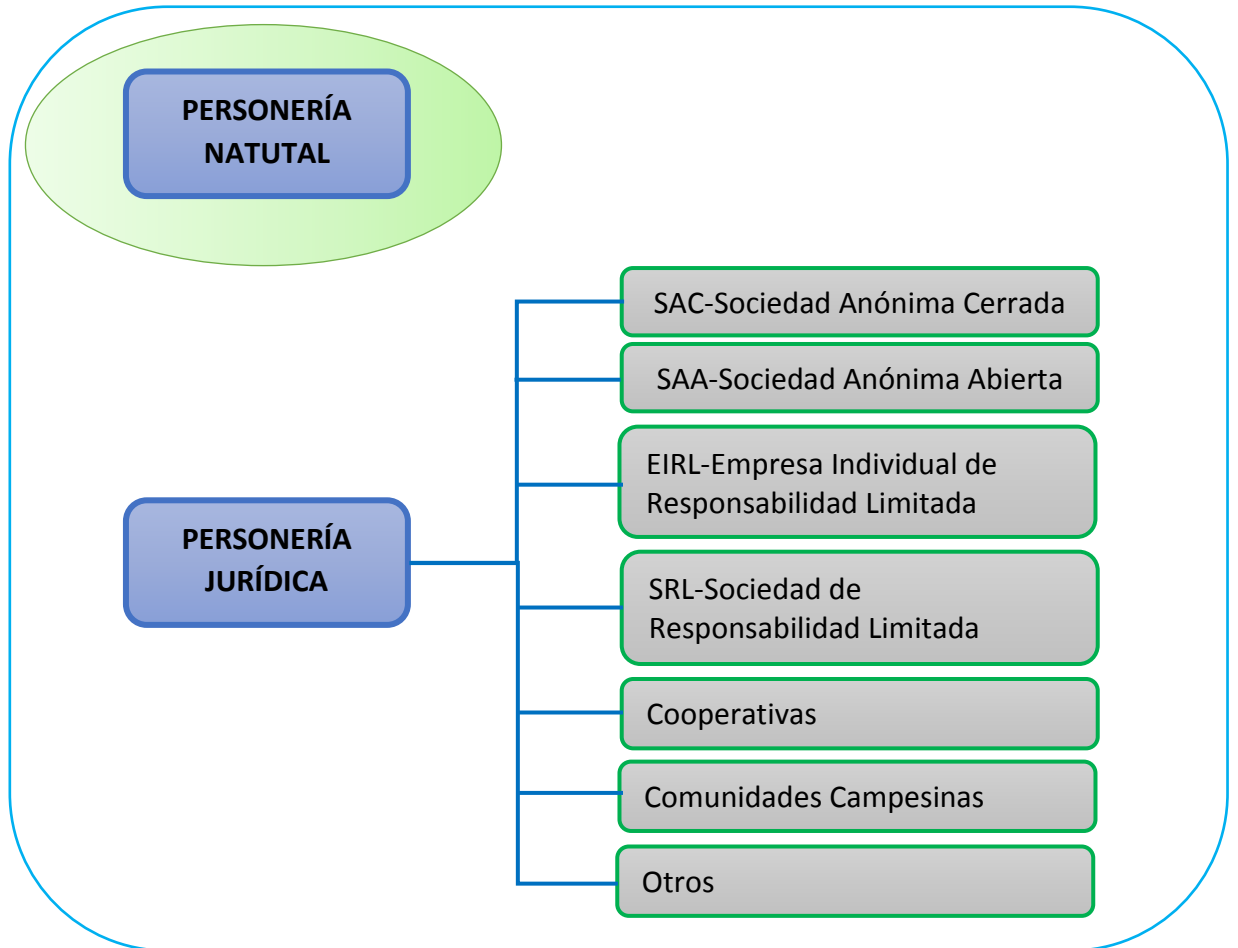 PERSONERÍA
NATUTAL
SAC-Sociedad Anónima Cerrada
SAA-Sociedad Anónima Abierta
EIRL-Empresa Individual de
Responsabilidad Limitada
PERSONERÍA
JURÍDICA
SRL-Sociedad de
Responsabilidad Limitada
Cooperativas
Comunidades Campesinas
Otros